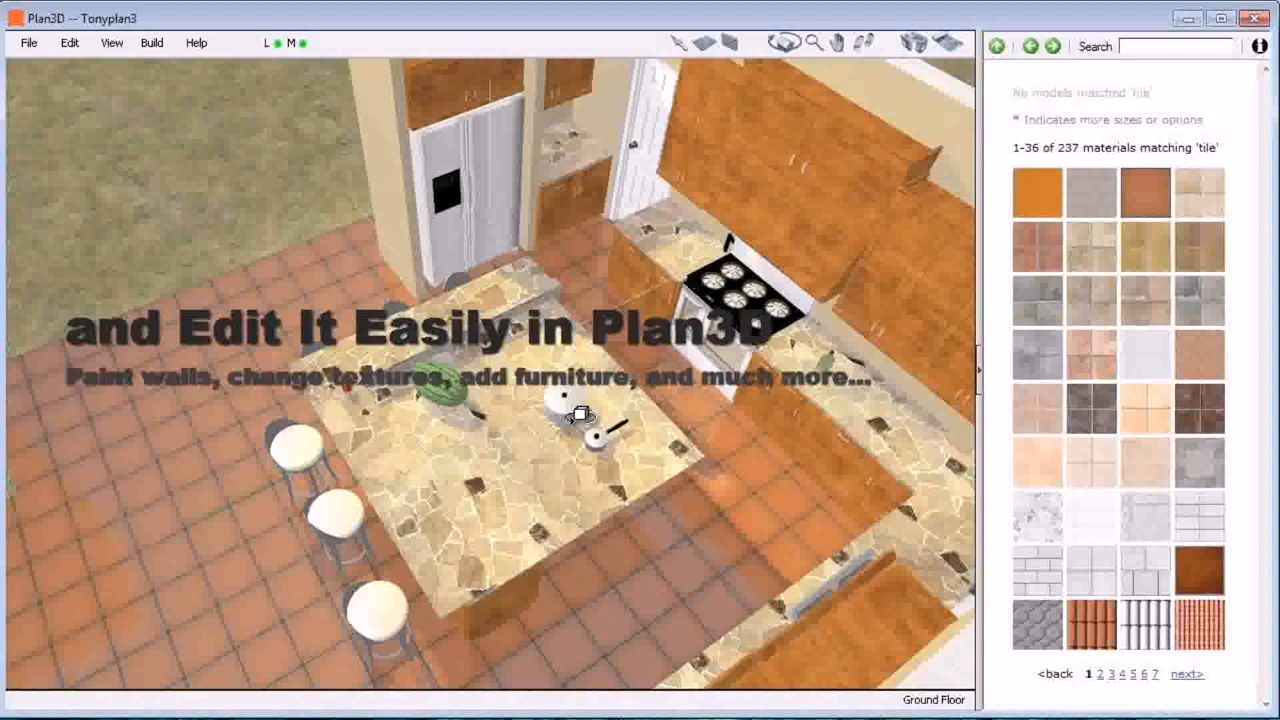 Plan3D -- Tonyplan3
File Edit View Build Help L M
Search
No models matched 'tile'
* Indicates more sizes or options
1-36 of 237 materials matching 'tile'
and Edit It Easily in Plan3D
Paint walls, change textures, add furniture, and much more...
<back 1 2 3 4 5 6 7 next>
Ground Floor